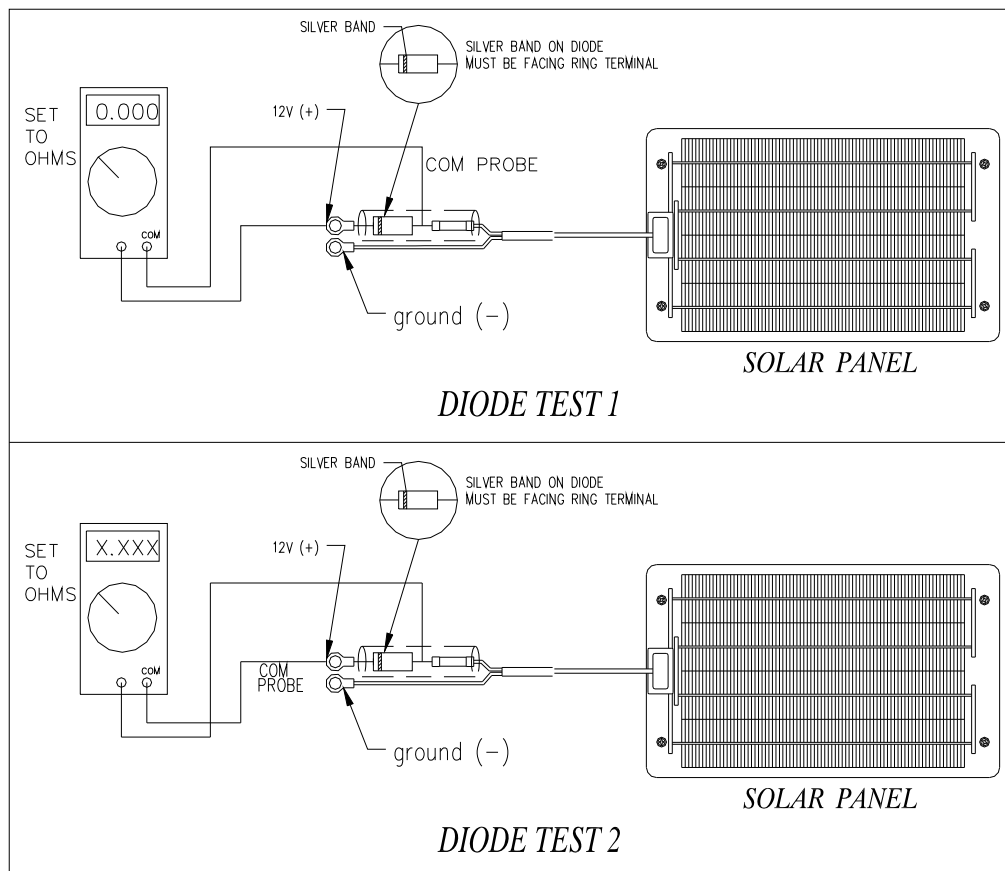 SILVER BAND
SILVER BAND ON DIODE
MUST BE FACING RING TERMINAL
SET
TO
OHMS
0.000
12V (+)
COM PROBE
COM
ground (-)
SOLAR PANEL
DIODE TEST 1
SILVER BAND
SILVER BAND ON DIODE
MUST BE FACING RING TERMINAL
SET
TO
OHMS
X.XXX
12V (+)
COM
COM
PROBE
ground (-)
SOLAR PANEL
DIODE TEST 2